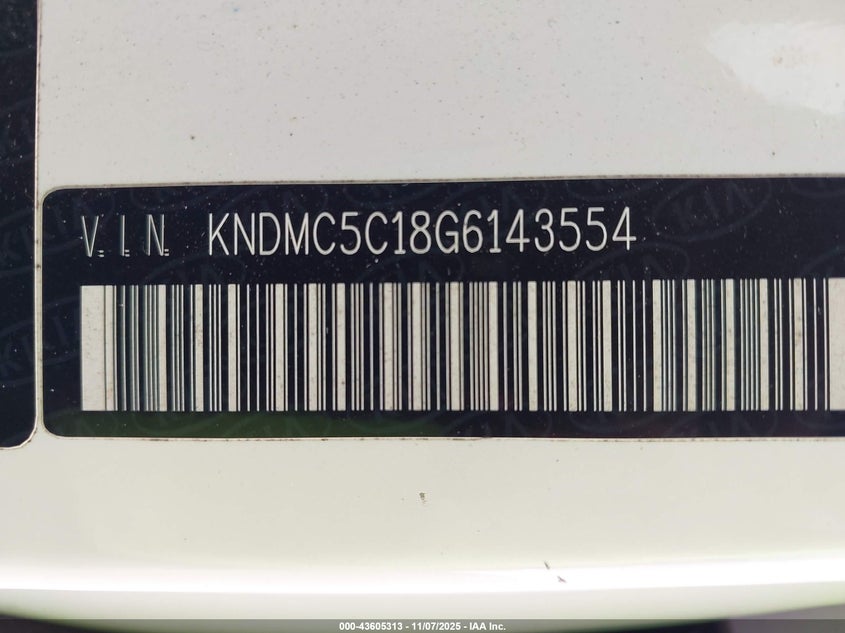 V.I.N. KNDMC5C18G6143554
000-43605313 - 11/07/2025 - IAA Inc.